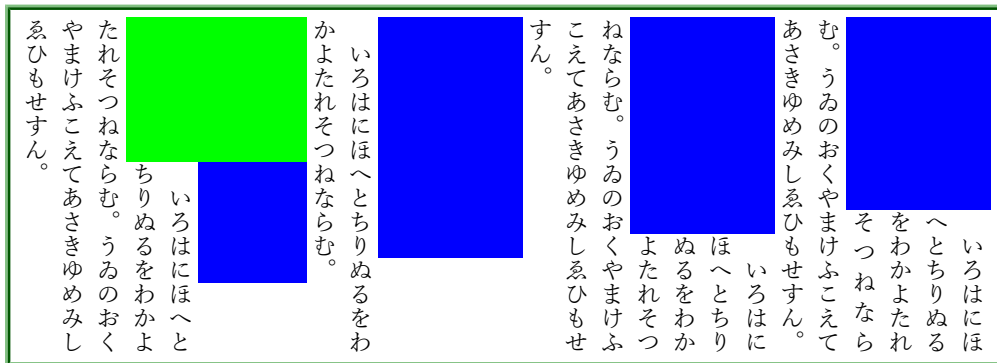 いろはにほ
へとちりぬる
をわかよたれ
そつねなら
む。うゐのおくやまけふこえて
あさきゆめみしゑひもせすん。
いろはに
ほへとちり
ぬるをわか
よたれそつ
ねならむ。うゐのおくやまけふ
こえてあさきゆめみしゑひもせ
すん。
いろはにほへとちりぬるをわ
かよたれそつねならむ。
いろはにほへと
ちりぬるをわかよ
たれそつねならむ。うゐのおく
やまけふこえてあさきゆめみし
ゑひもせすん。